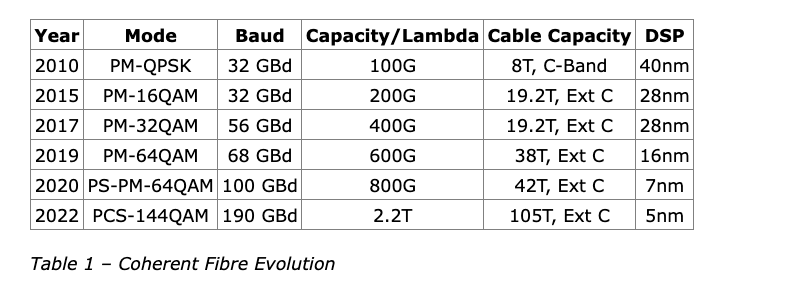 Year Mode Baud Capacity/Lambda Cable Capacity DSP
2010 PM-QPSK 32 GBd 100G 8T, C-Band 40nm
2015 PM-16QAM 32 GBd 200G 19.2T, Ext C 28nm
2017 PM-32QAM 56 GBd 400G 19.2T, Ext C 28nm
2019 PM-64QAM 68 GBd 600G 38T, Ext C 16nm
2020 PS-PM-64QAM 100 GBd 800G 42T, Ext C 7nm
2022 PCS-144QAM 190 GBd 2.2T 105T, Ext C 5nm
Table 1 – Coherent Fibre Evolution